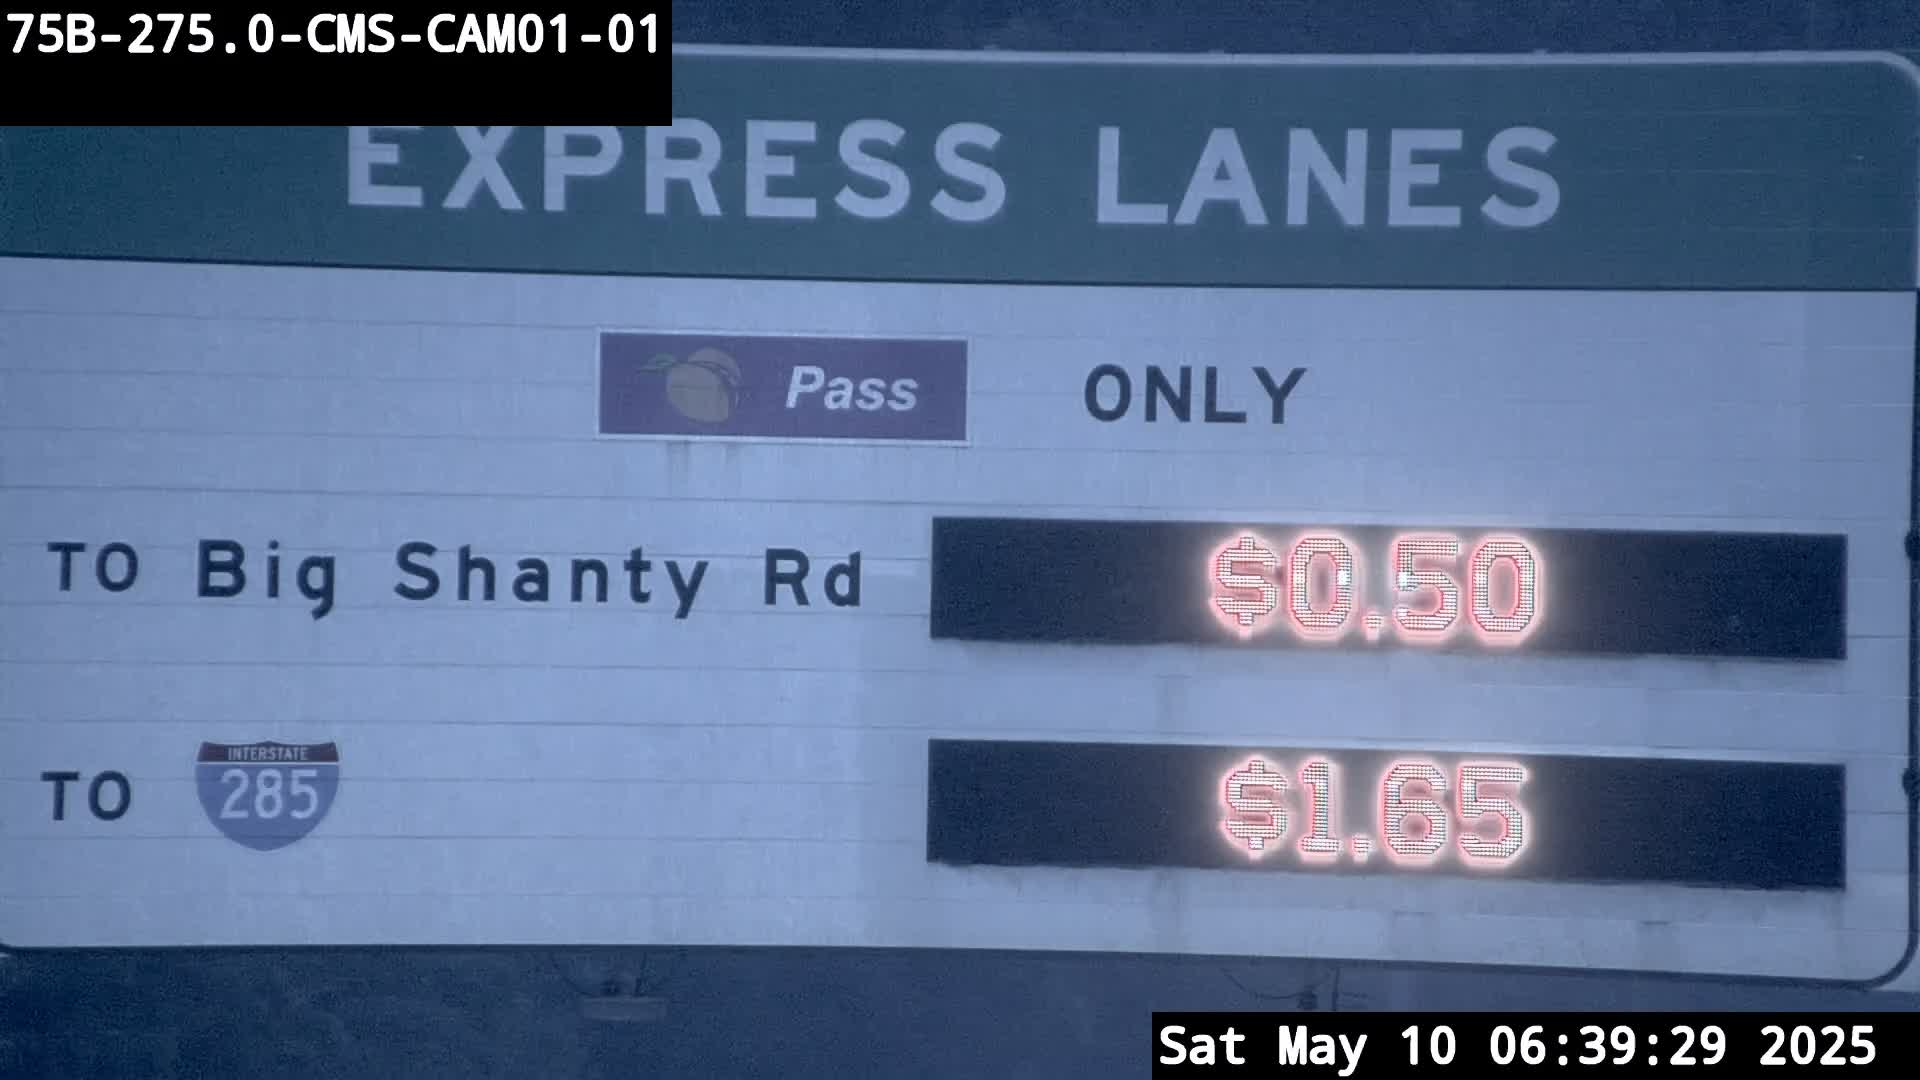 75B-275.0-CMS-CAM01-01
EXPRESS LANES
Pass ONLY
TO Big Shanty Rd $0.50
TO INTERSTATE 285 $1.65
Sat May 10 06:39:29 2025